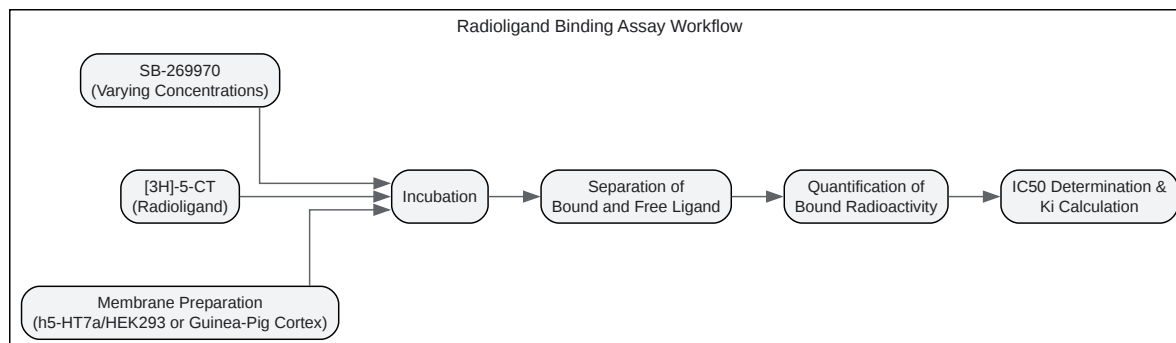 Radioligand Binding Assay Workflow
SB-269970
(Varying Concentrations)
[3H]-5-CT
(Radioligand)
Membrane Preparation
(h5-HT7a/HEK293 or Guinea-Pig Cortex)
Incubation
Separation of
Bound and Free Ligand
Quantification of
Bound Radioactivity
IC50 Determination &
Ki Calculation